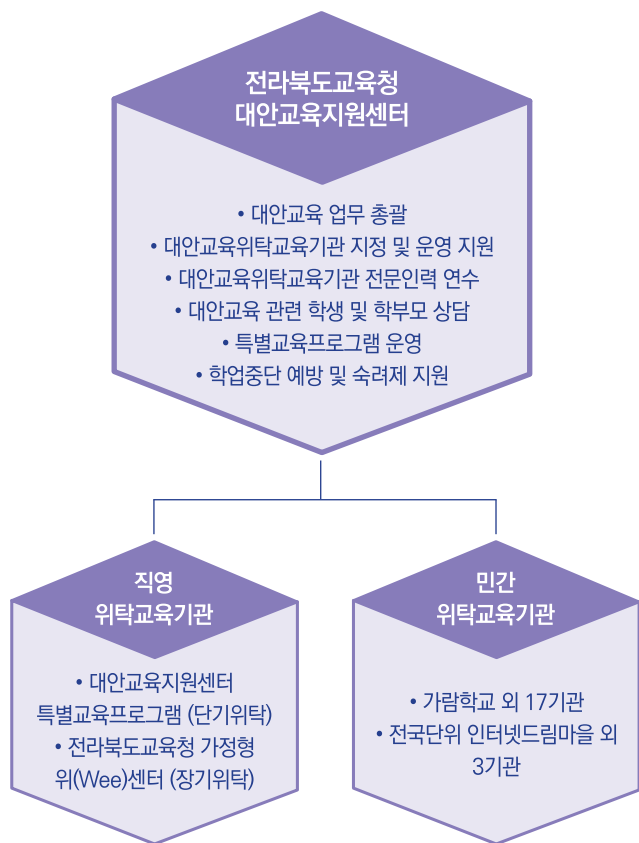 전라북도교육청
대안교육지원센터
• 대안교육 업무 총괄
• 대안교육위탁교육기관 지정 및 운영 지원
• 대안교육위탁교육기관 전문인력 연수
• 대안교육 관련 학생 및 학부모 상담
• 특별교육프로그램 운영
• 학업중단 예방 및 숙려제 지원
직영
위탁교육기관
• 대안교육지원센터
특별교육프로그램 (단기위탁)
• 전라북도교육청 가정형
위(Wee)센터 (장기위탁)
민간
위탁교육기관
• 가람학교 외 17기관
• 전국단위 인터넷드림마을 외
3기관